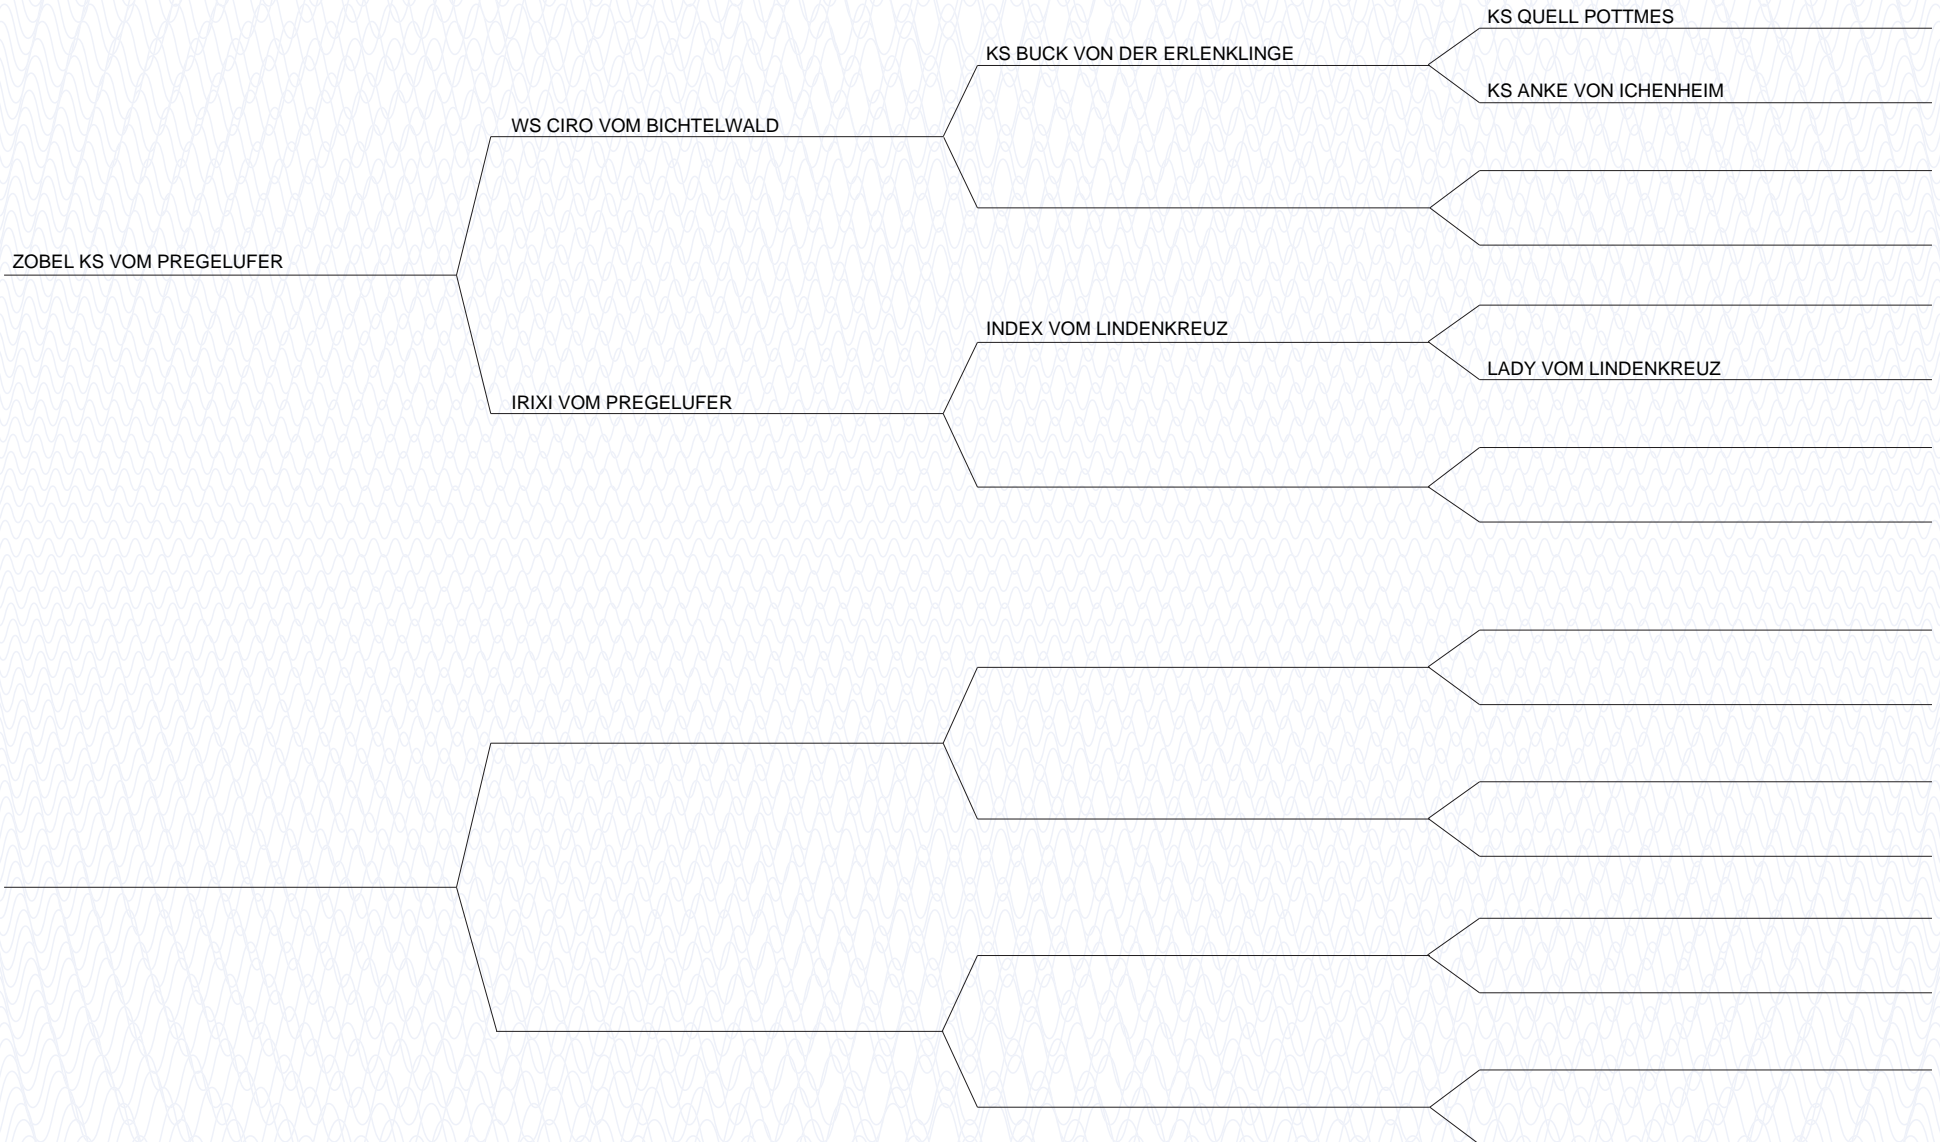 KS QUELL POTTMES
KS BUCK VON DER ERLENKLINGE
KS ANKE VON ICHENHEIM
WS CIRO VOM BICHTELWALD
ZOBEL KS VOM PREGELUFER
INDEX VOM LINDENKREUZ
LADY VOM LINDENKREUZ
IRIXI VOM PREGELUFER